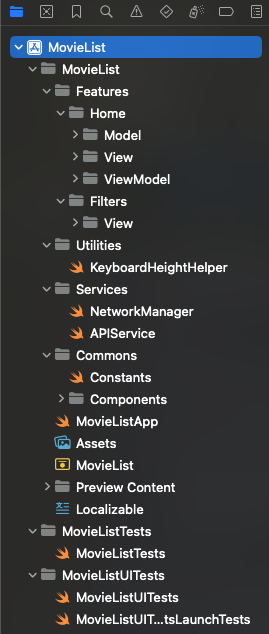 MovieList
MovieList
Features
Home
Model
View
ViewModel
Filters
View
Utilities
KeyboardHeightHelper
Services
NetworkManager
APIService
Commons
Constants
Components
MovieListApp
Assets
MovieList
Preview Content
Localizable
MovieListTests
MovieListTests
MovieListUITests
MovieListUITests
MovieListUIT...tsLaunchTests